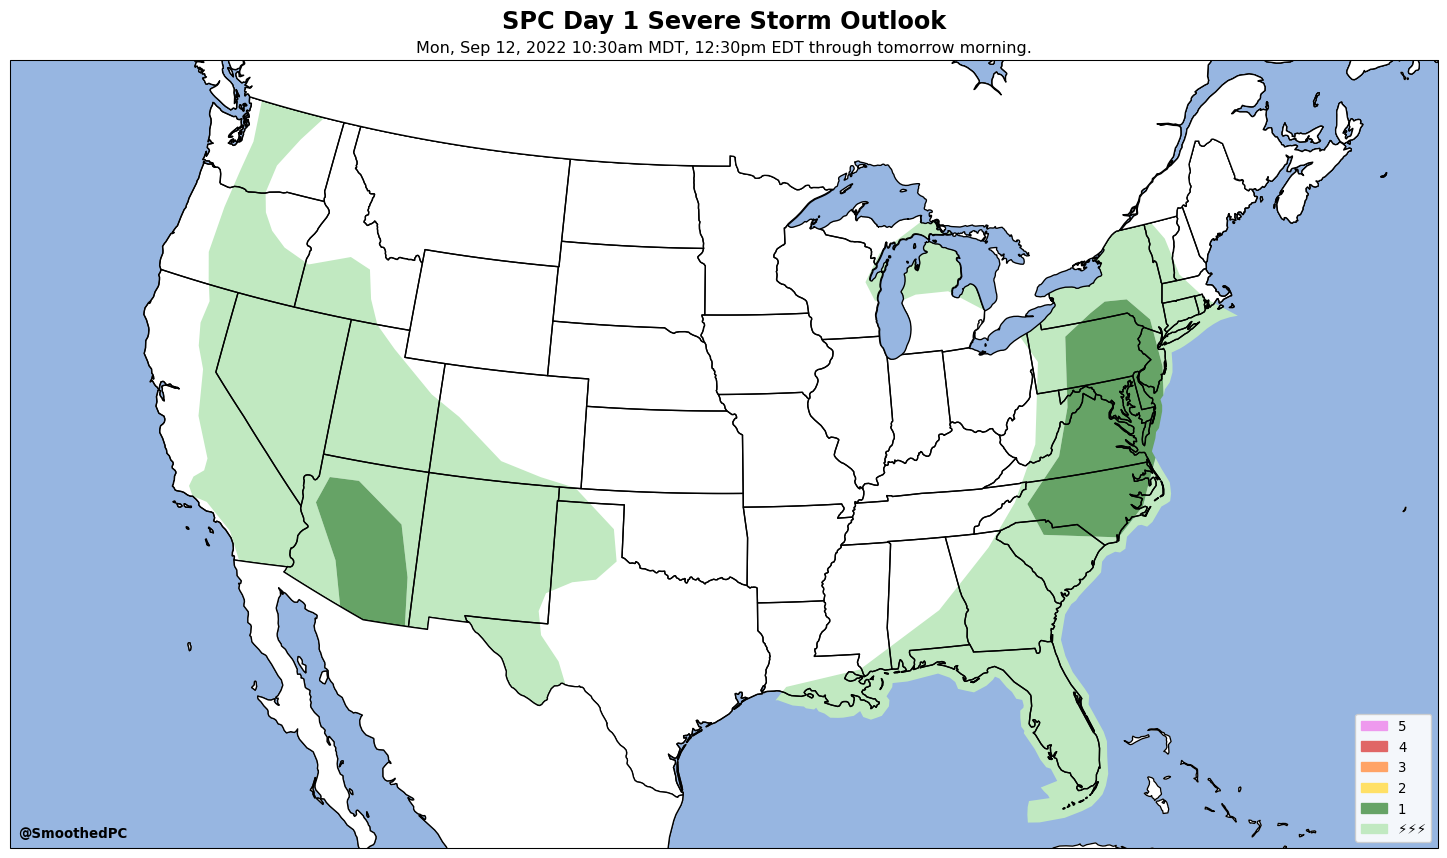 SPC Day 1 Severe Storm Outlook
Mon, Sep 12, 2022 10:30am MDT, 12:30pm EDT through tomorrow morning.
5
4
3
2
1
⚡⚡⚡
@SmoothedPC